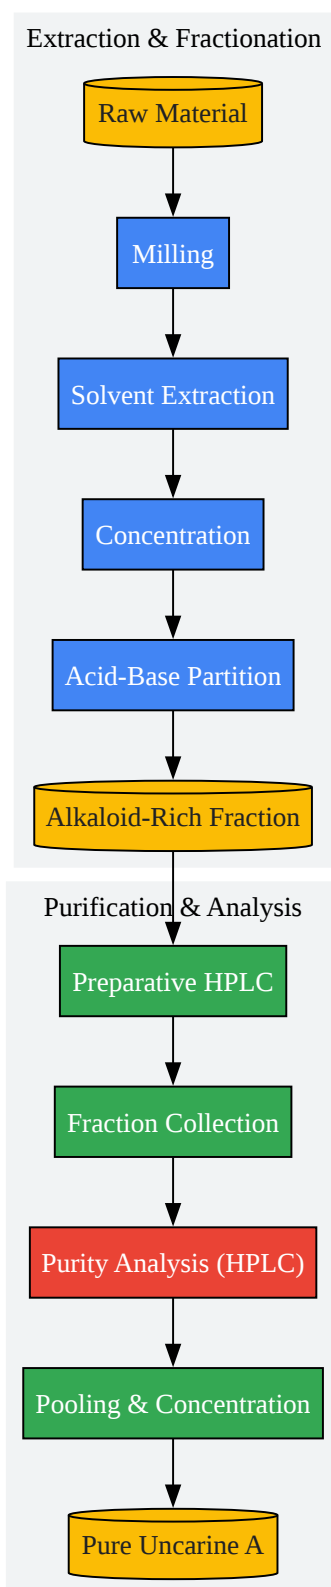 Extraction & Fractionation
Raw Material
Milling
Solvent Extraction
Concentration
Acid-Base Partition
Alkaloid-Rich Fraction
Purification & Analysis
Preparative HPLC
Fraction Collection
Purity Analysis (HPLC)
Pooling & Concentration
Pure Uncarine A